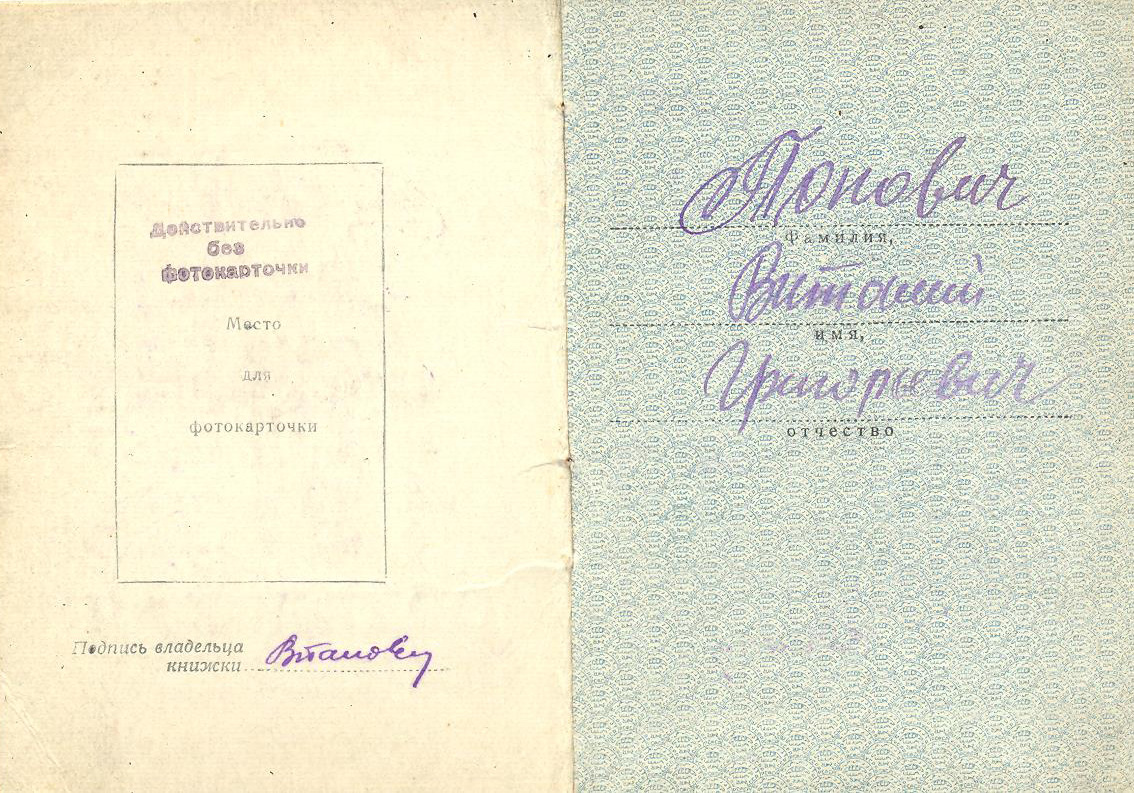 Действительно
без
фотокарточки
Место
для
фотокарточки
Подпись владельца
книжки
Попович
Фамилия,
Виталий
имя,
Григорьевич
отчество